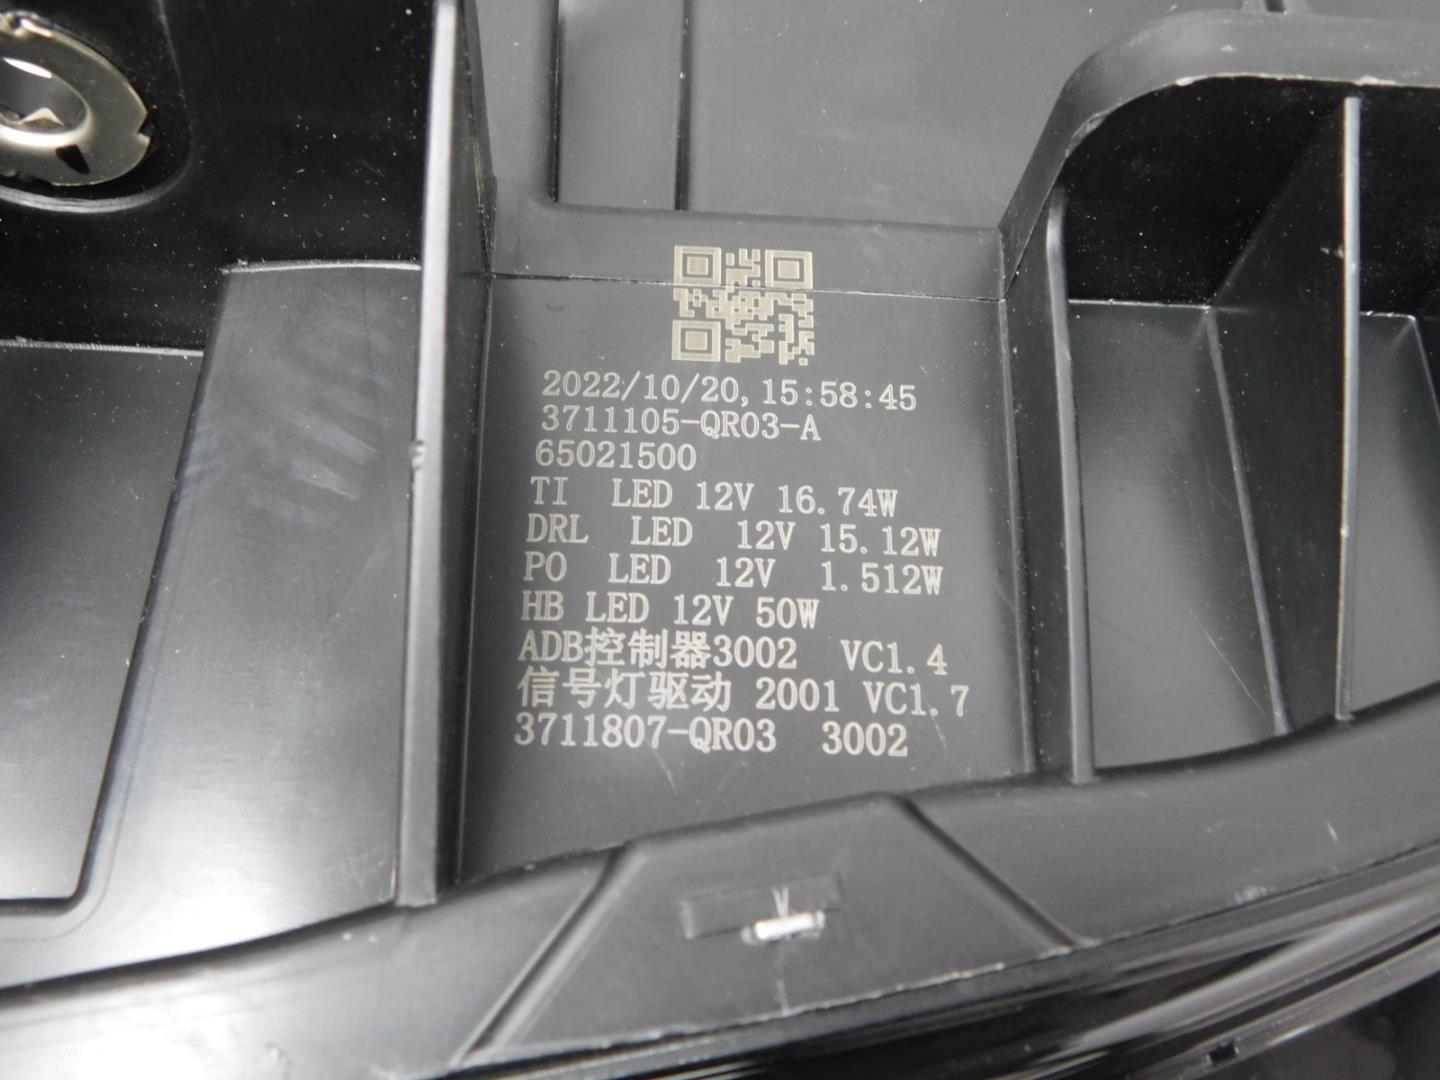 2022/10/20,15:58:45
3711105-QR03-A
65021500
TI LED 12V 16.74W
DRL LED 12V 15.12W
PO LED 12V 1.512W
HB LED 12V 50W
ADB控制器3002 VC1.4
信号灯驱动 2001 VC1.7
3711807-QR03 3002
V